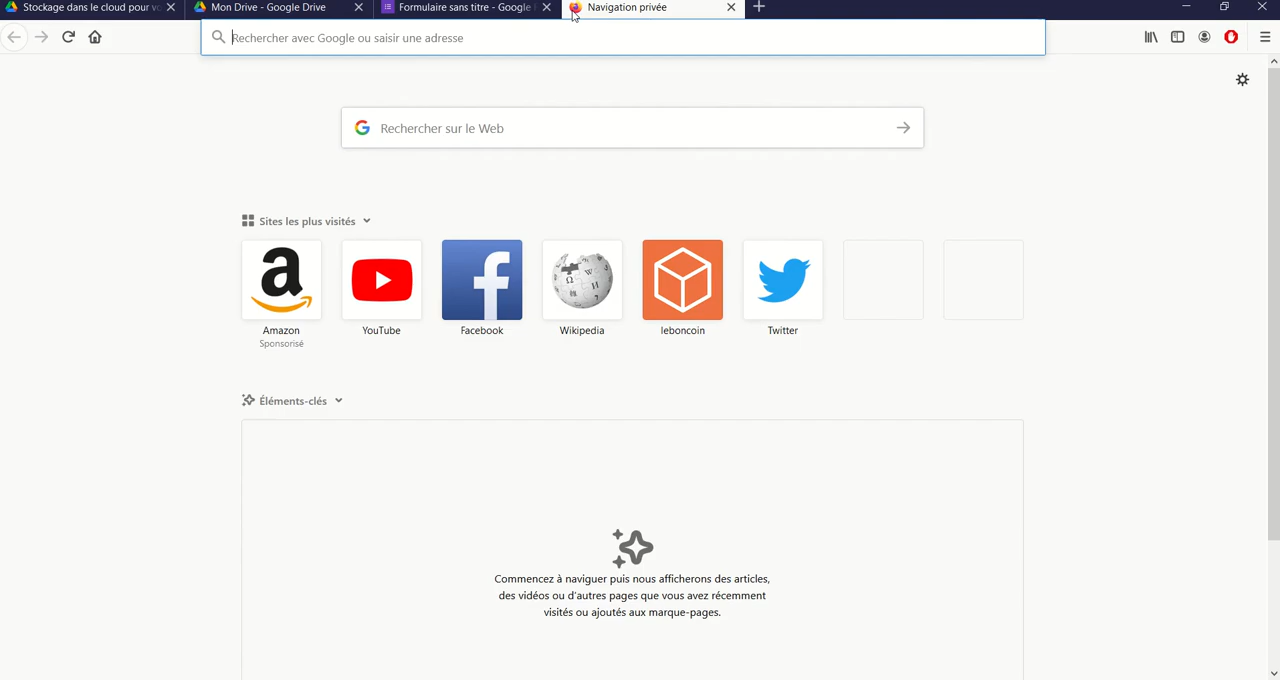 Stockage dans le cloud pour vo
Mon Drive - Google Drive
Formulaire sans titre - Google F
Navigation privée
Rechercher avec Google ou saisir une adresse
Rechercher sur le Web
Sites les plus visités
Amazon
Sponsorisé
YouTube
Facebook
Wikipedia
leboncoin
Twitter
Éléments-clés
Commencez à naviguer puis nous afficherons des articles,
des vidéos ou d'autres pages que vous avez récemment
visités ou ajoutés aux marque-pages.